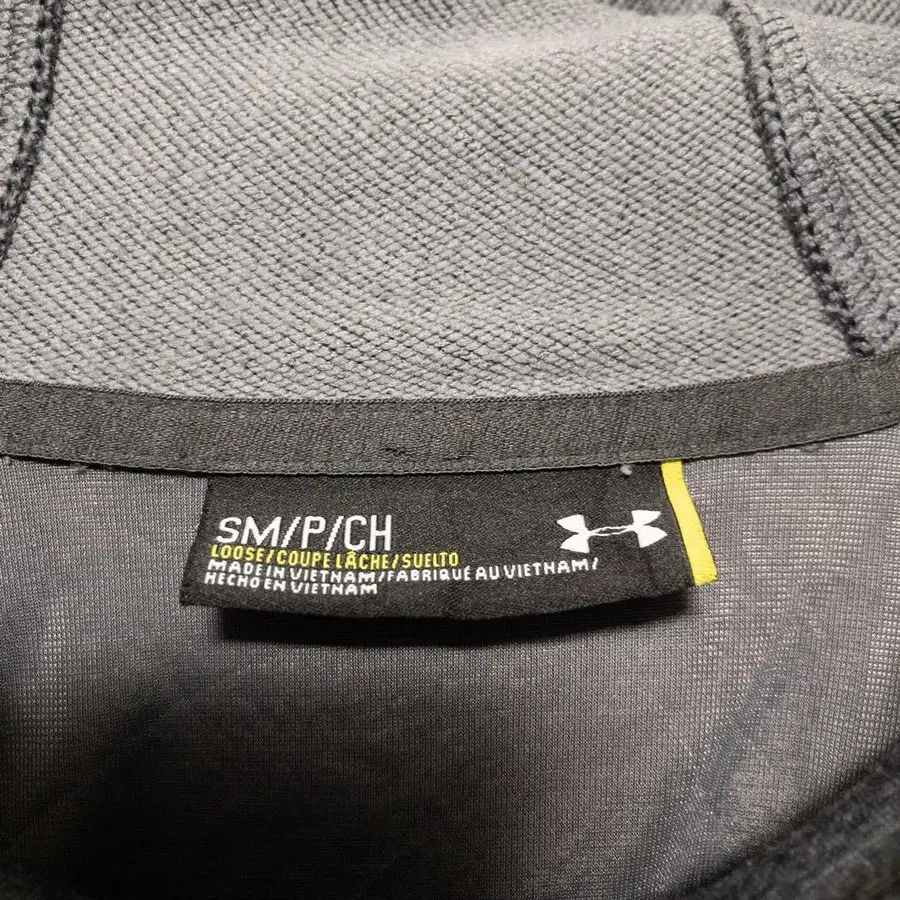 SM/P/CH
LOOSE/COUPE LÂCHE/SUELTO
MADE IN VIETNAM/FABRIQUÉ AU VIETNAM/
HECHO EN VIETNAM